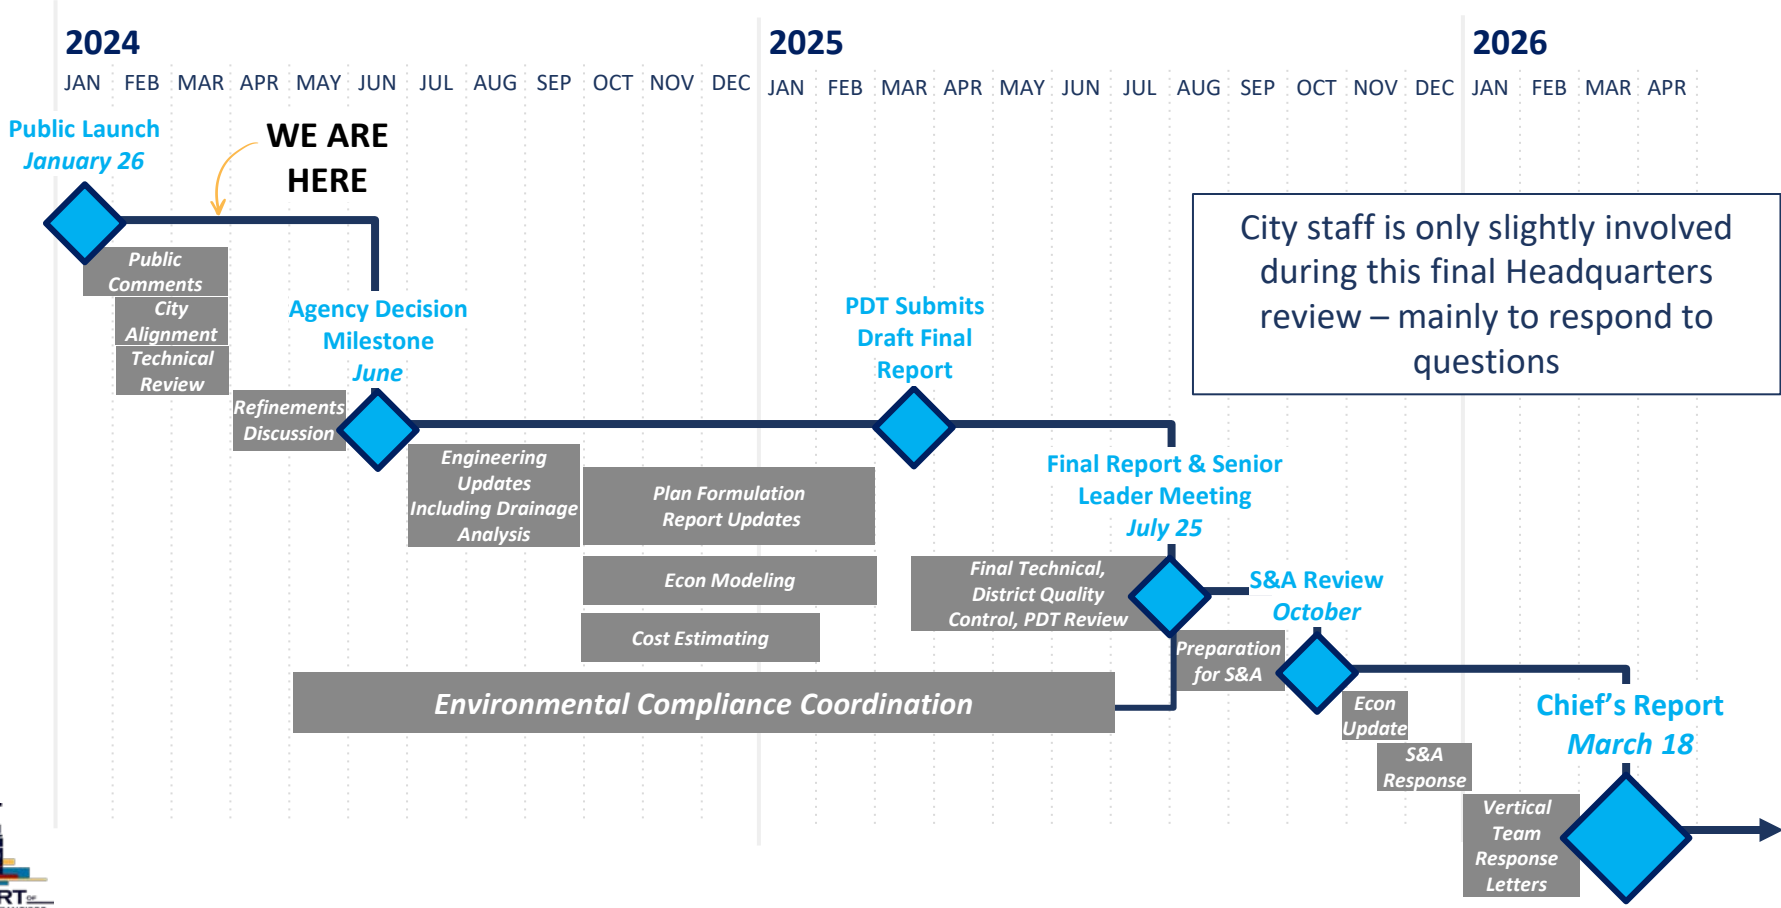 2024
2025
2026
JAN FEB MAR APR MAY JUN JUL AUG SEP OCT NOV DEC JAN FEB MAR APR MAY JUN JUL AUG SEP OCT NOV DEC JAN FEB MAR APR
Public Launch
January 26
WE ARE
HERE
City staff is only slightly involved
during this final Headquarters
review – mainly to respond to
questions
Public
Comments
City
Alignment
Technical
Review
Agency Decision
Milestone
June
Refinements
Discussion
PDT Submits
Draft Final
Report
Engineering
Updates
Including Drainage
Analysis
Plan Formulation
Report Updates
Econ Modeling
Cost Estimating
Final Report & Senior
Leader Meeting
July 25
Final Technical,
District Quality
Control, PDT Review
S&A Review
October
Preparation
for S&A
Environmental Compliance Coordination
Econ
Update
S&A
Response
Chief’s Report
March 18
Vertical
Team
Response
Letters